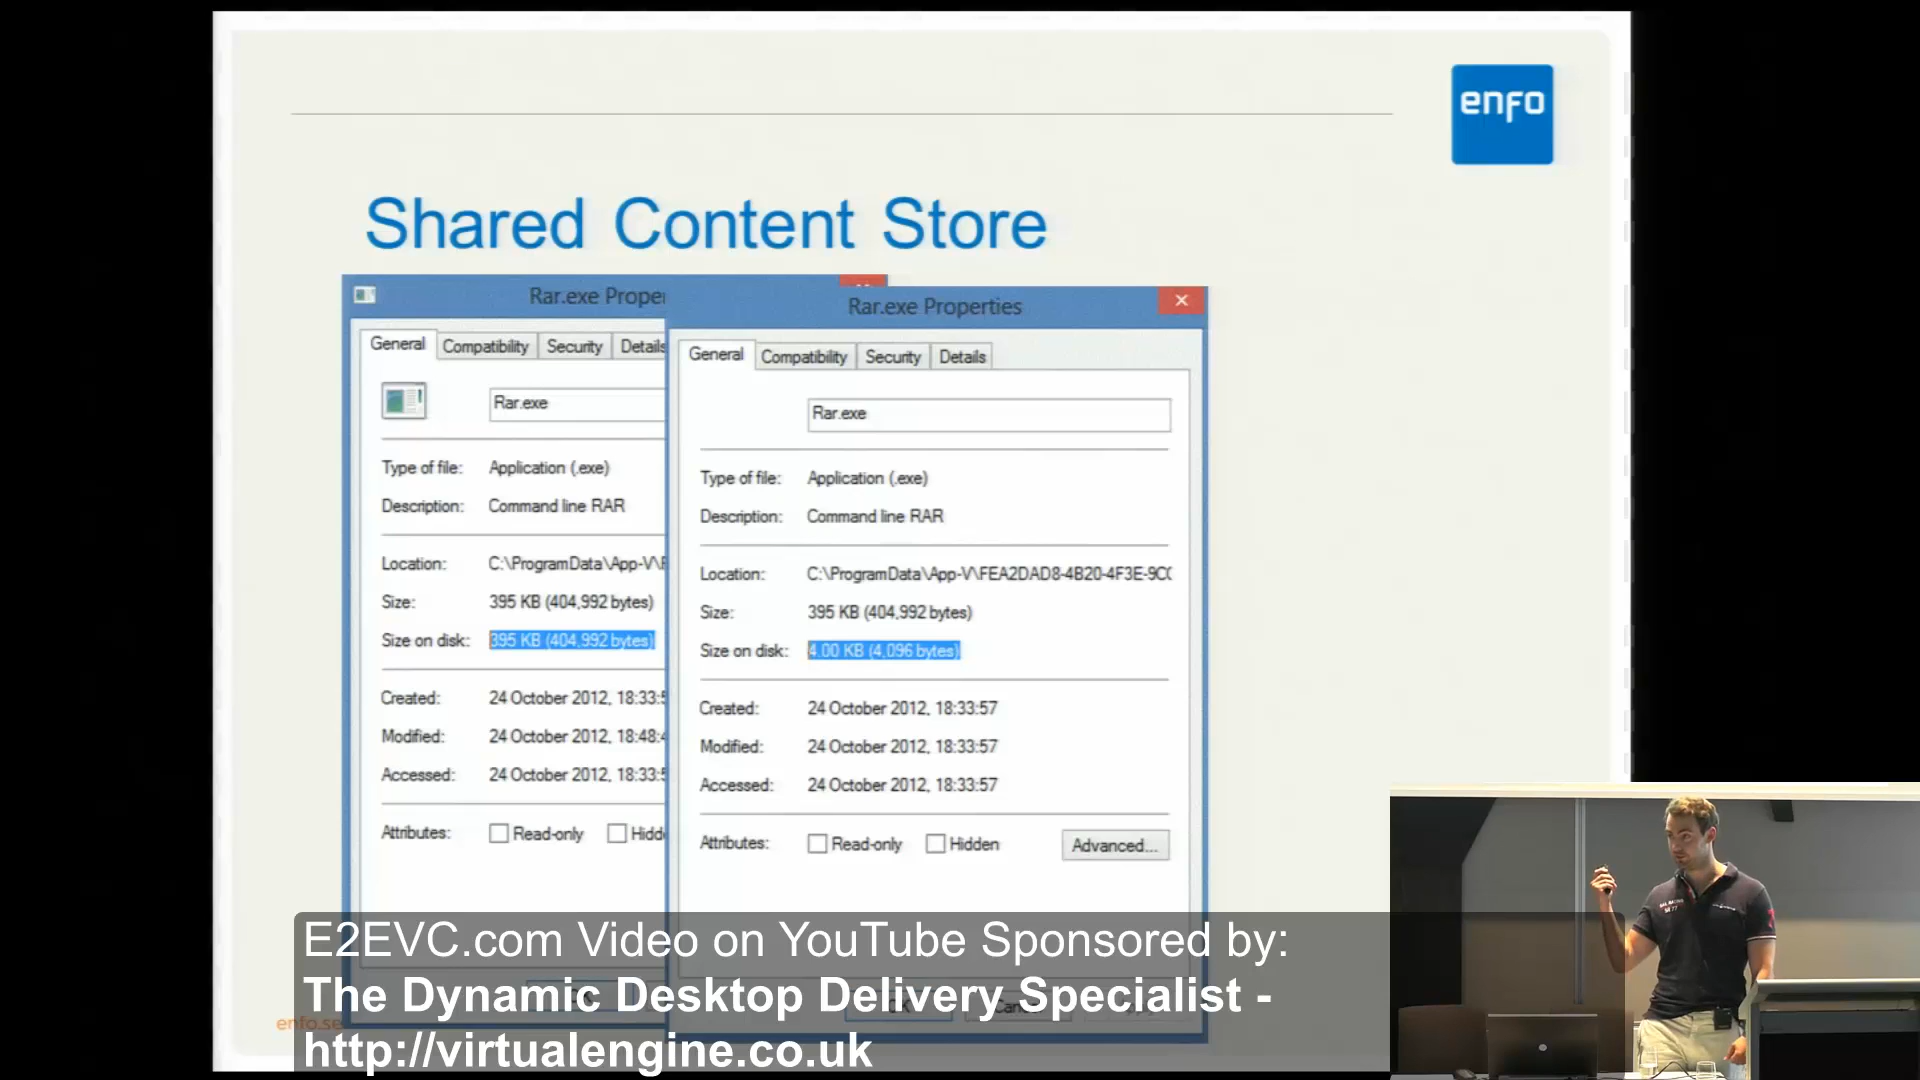 enfo
Shared Content Store
Rar.exe
Rar.exe Properties
General Compatibility Security Details
Rar.exe
Type of file: Application (.exe)
Description: Command line RAR
Location: C:\ProgramData\App-V\F
Size: 395 KB (404,992 bytes)
Size on disk: 395 KB (404,992 bytes)
Created: 24 October 2012, 18:33:5
Modified: 24 October 2012, 18:48:4
Accessed: 24 October 2012, 18:33:5
Attributes: Read-only
General Compatibility Security Details
Rar.exe
Type of file: Application (.exe)
Description: Command line RAR
Location: C:\ProgramData\App-V\FEA2DAD8-4B20-4F3E-9C
Size: 395 KB (404,992 bytes)
Size on disk: 4.00 KB (4,096 bytes)
Created: 24 October 2012, 18:33:57
Modified: 24 October 2012, 18:33:57
Accessed: 24 October 2012, 18:33:57
Attributes: Read-only Hidden Advanced...
E2EVC.com Video on YouTube Sponsored by:
The Dynamic Desktop Delivery Specialist -
http://virtualengine.co.uk
enfo.se